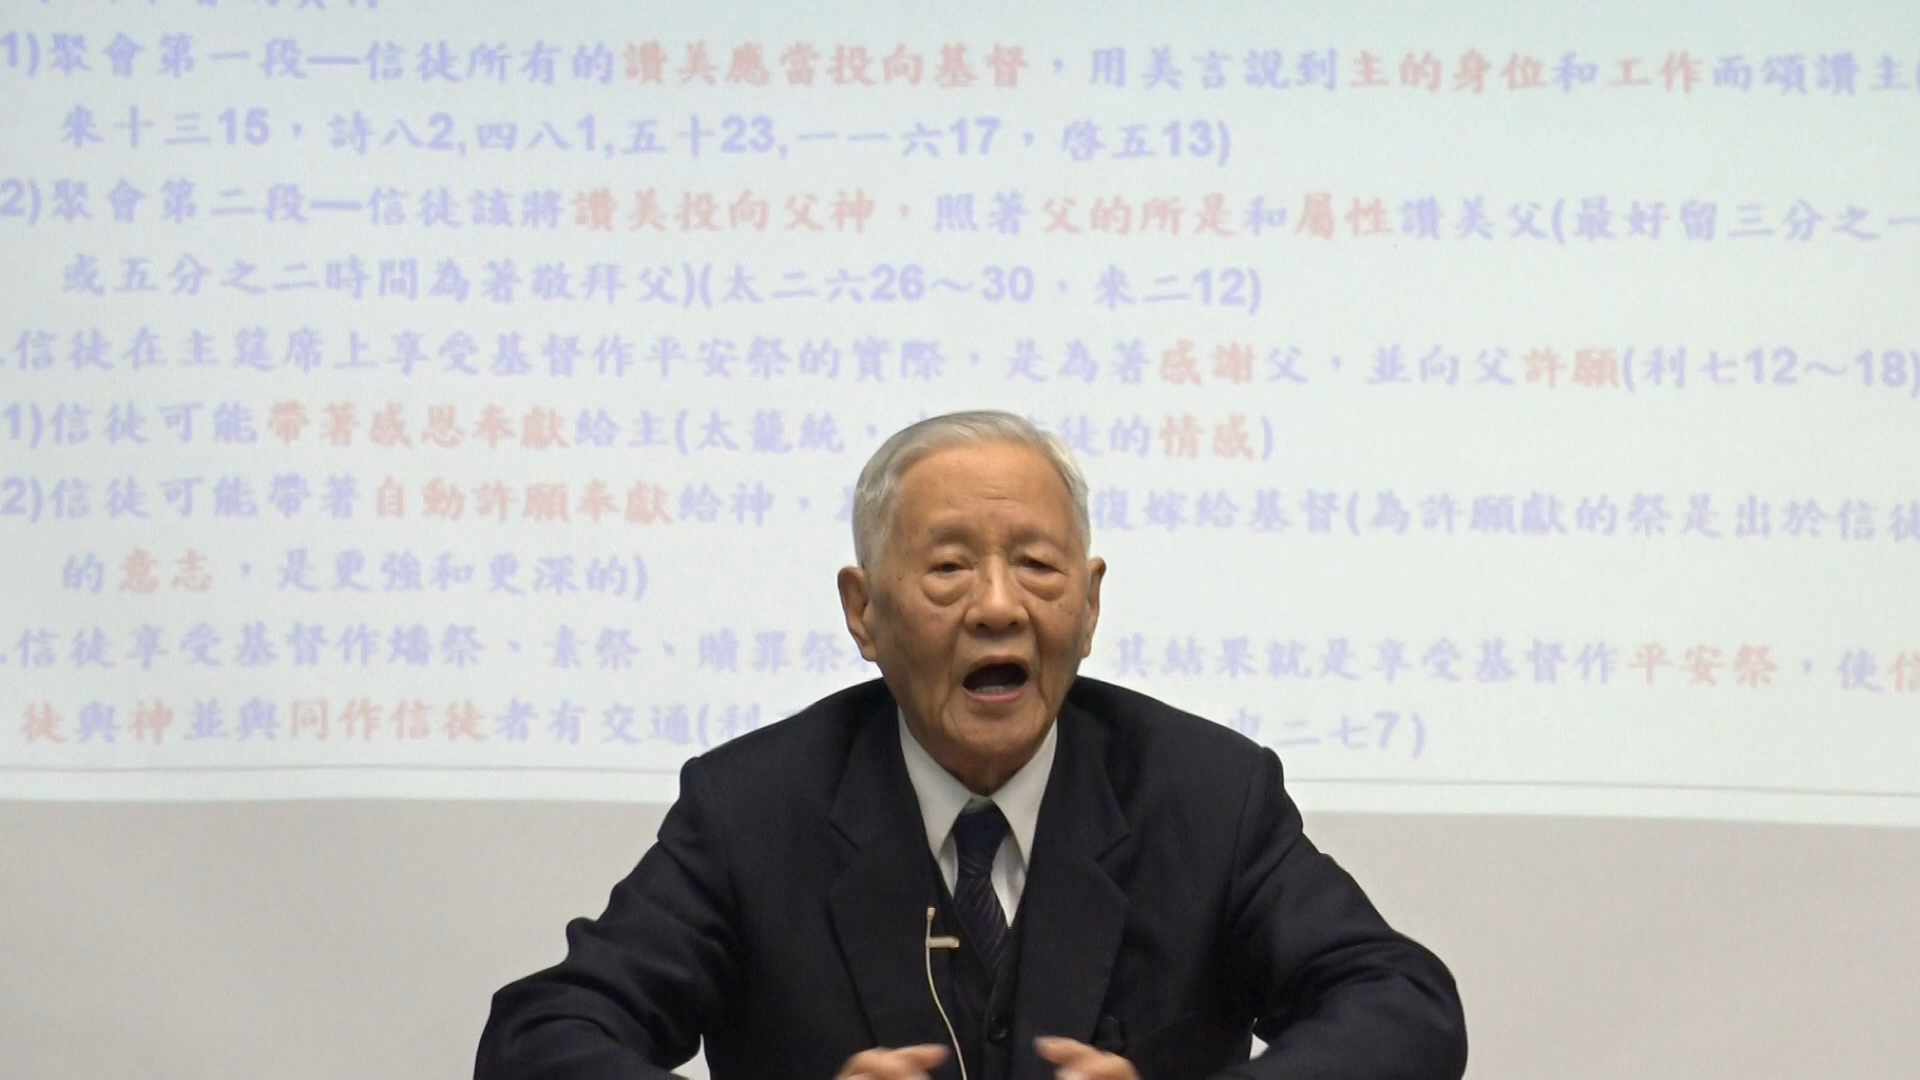 1)聚會第一段—信徒所有的讚美應當投向基督，用美言說到主的身位和工作而頌讚主(
來十三15，詩八2,四八1,五十23,一一六17，啓五13)
2)聚會第二段—信徒該將讚美投向父神，照著父的所是和屬性讚美父(最好留三分之一
或五分之二時間為著敬拜父)(太二六26～30，來二12)
.信徒在主筵席上享受基督作平安祭的實際，是為著感謝父，並向父許願(利七12～18)
1)信徒可能帶著感恩奉獻給主(太籠統， 徒的情感)
2)信徒可能帶著自動許願奉獻給神， 復嫁給基督(為許願獻的祭是出於信徒
的意志，是更強和更深的)
.信徒享受基督作燔祭、素祭、贖罪祭 其結果就是享受基督作平安祭，使信
徒與神並與同作信徒者有交通(利 二七7)